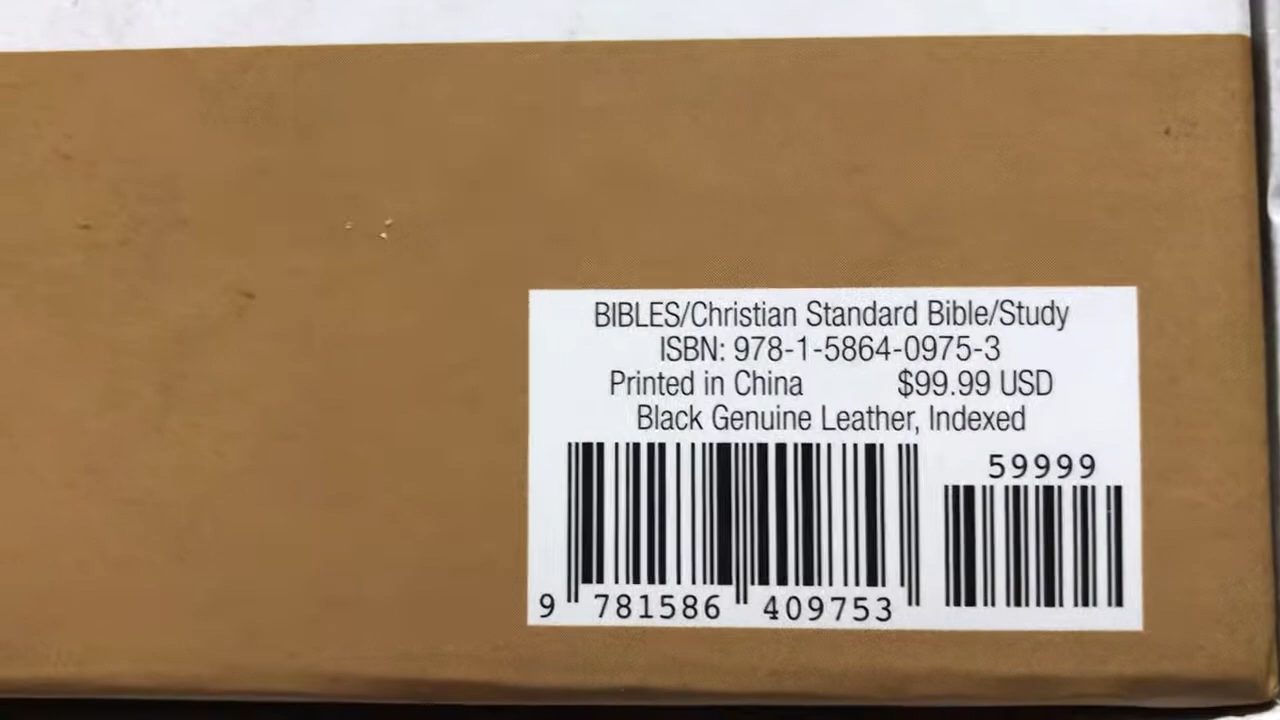 BIBLES/Christian Standard Bible/Study
ISBN: 978-1-5864-0975-3
Printed in China $99.99 USD
Black Genuine Leather, Indexed
59999
9 781586 409753